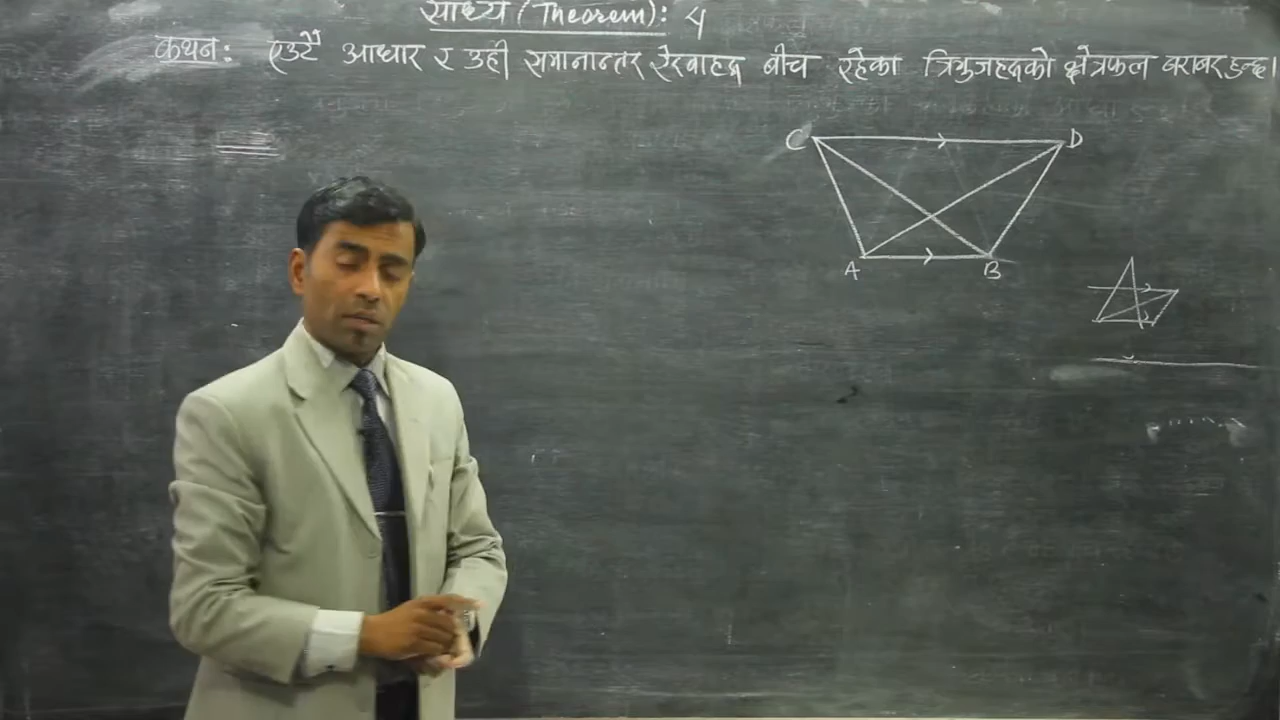 साध्य (Theorem): 4
कथन: एउटै आधार र उही समानान्तर रेखाहरू बीच रहेका त्रिभुजहरूको क्षेत्रफल बराबर हुन्छ।
C D
A B